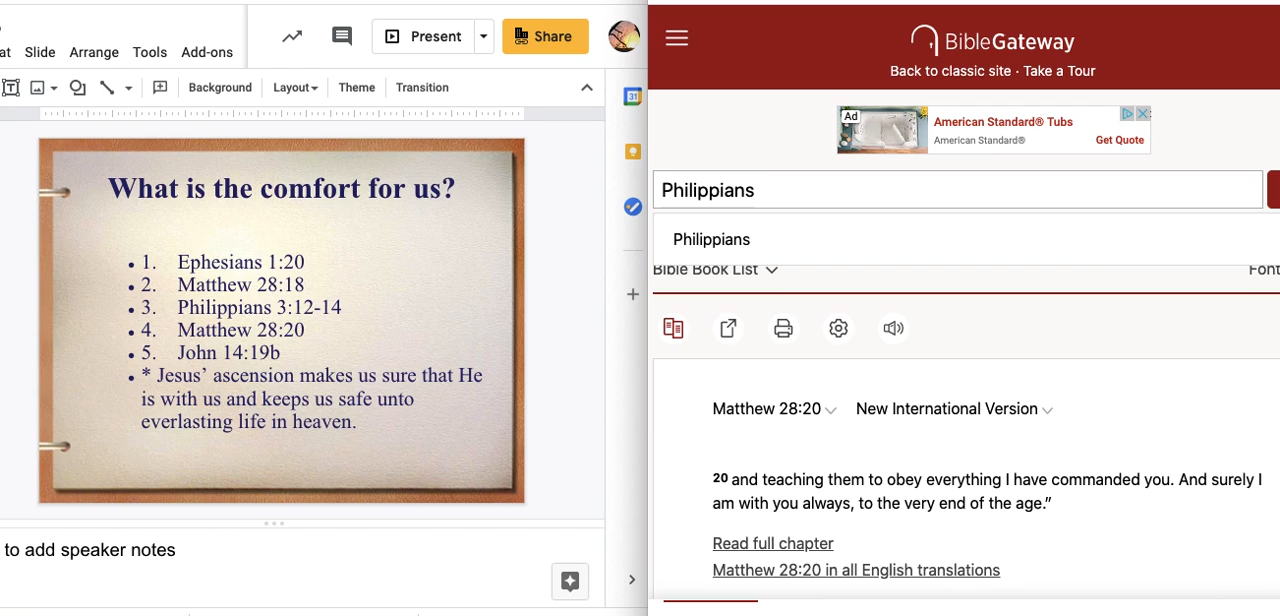 at Slide Arrange Tools Add-ons
Present
Share
Background Layout Theme Transition
31
What is the comfort for us?
• 1. Ephesians 1:20
• 2. Matthew 28:18
• 3. Philippians 3:12-14
• 4. Matthew 28:20
• 5. John 14:19b
• * Jesus’ ascension makes us sure that He
is with us and keeps us safe unto
everlasting life in heaven.
to add speaker notes
BibleGateway
Back to classic site · Take a Tour
Ad
American Standard® Tubs
American Standard®
Get Quote
Philippians
Philippians
Bible Book List
Font
Matthew 28:20 New International Version
20 and teaching them to obey everything I have commanded you. And surely I
am with you always, to the very end of the age.”
Read full chapter
Matthew 28:20 in all English translations